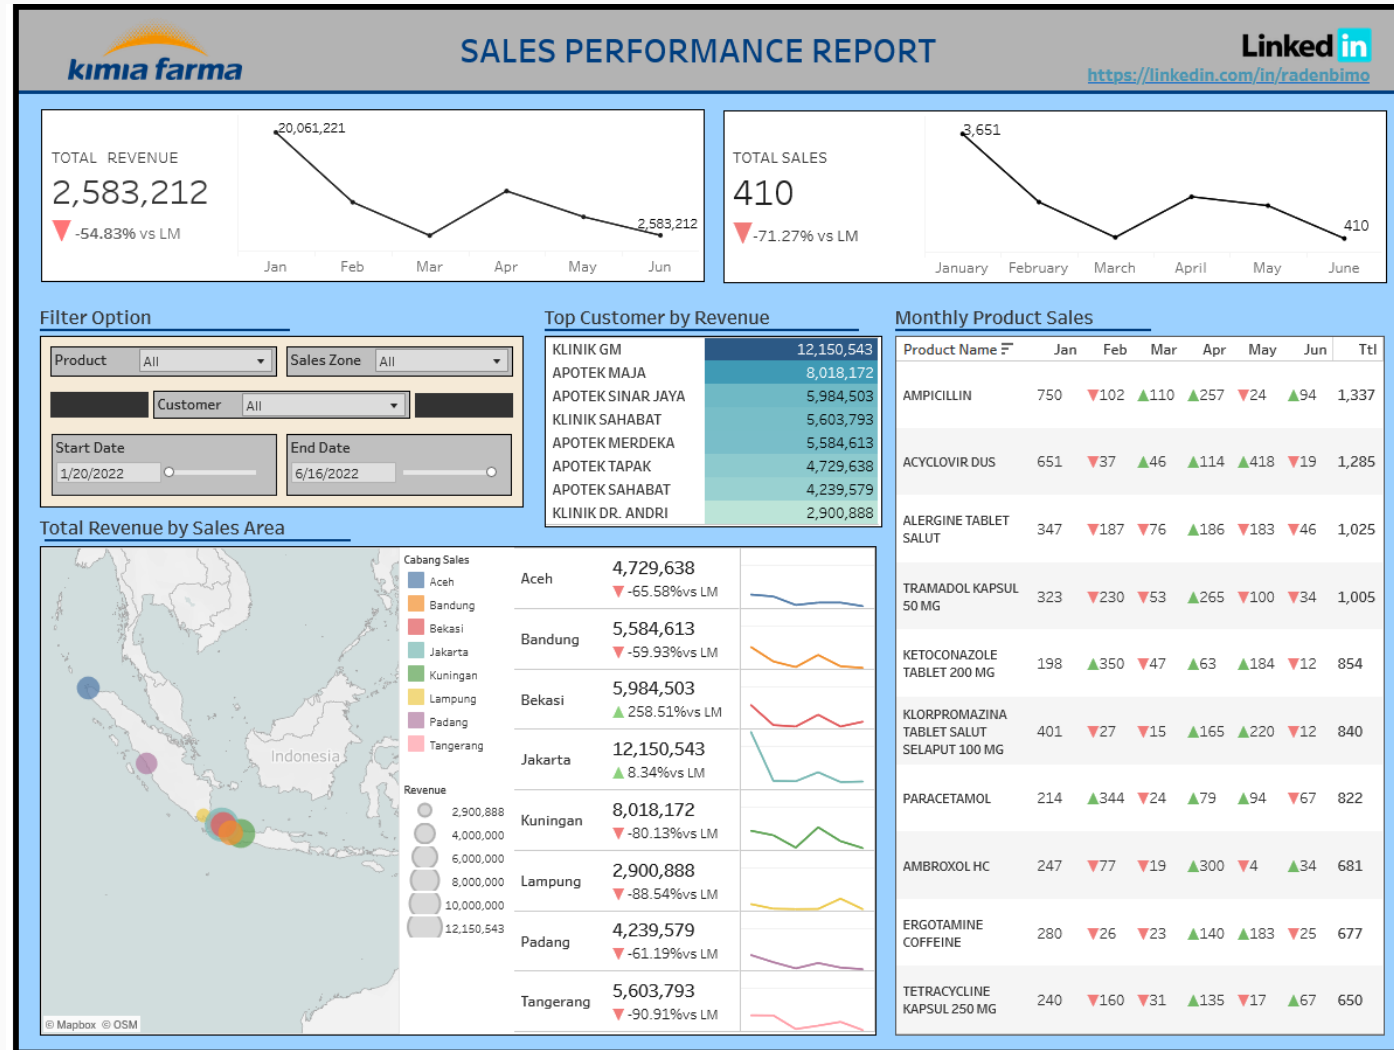 kimia farma
SALES PERFORMANCE REPORT
Linked in
https://linkedin.com/in/radenbimo
TOTAL REVENUE
2,583,212
▼ -54.83% vs LM
20,061,221
2,583,212
Jan Feb Mar Apr May Jun
TOTAL SALES
410
▼ -71.27% vs LM
3,651
410
January February March April May June
Filter Option
Product All
Sales Zone All
Customer All
Start Date
1/20/2022
End Date
6/16/2022
Top Customer by Revenue
KLINIK GM 12,150,543
APOTEK MAJA 8,018,172
APOTEK SINAR JAYA 5,984,503
KLINIK SAHABAT 5,603,793
APOTEK MERDEKA 5,584,613
APOTEK TAPAK 4,729,638
APOTEK SAHABAT 4,239,579
KLINIK DR. ANDRI 2,900,888
Monthly Product Sales
Product Name Jan Feb Mar Apr May Jun Ttl
AMPICILLIN 750 ▼102 ▲110 ▲257 ▼24 ▲94 1,337
ACYCLOVIR DUS 651 ▼37 ▲46 ▲114 ▲418 ▼19 1,285
ALERGINE TABLET
SALUT 347 ▼187 ▼76 ▲186 ▼183 ▼46 1,025
TRAMADOL KAPSUL
50 MG 323 ▼230 ▼53 ▲265 ▼100 ▼34 1,005
KETOCONAZOLE
TABLET 200 MG 198 ▲350 ▼47 ▲63 ▲184 ▼12 854
KLORPROMAZINA
TABLET SALUT
SELAPUT 100 MG 401 ▼27 ▼15 ▲165 ▲220 ▼12 840
PARACETAMOL 214 ▲344 ▼24 ▲79 ▲94 ▼67 822
AMBROXOL HC 247 ▼77 ▼19 ▲300 ▼4 ▲34 681
ERGOTAMINE
COFFEINE 280 ▼26 ▼23 ▲140 ▲183 ▼25 677
TETRACYCLINE
KAPSUL 250 MG 240 ▼160 ▼31 ▲135 ▼17 ▲67 650
Total Revenue by Sales Area
Indonesia
© Mapbox © OSM
Cabang Sales
Aceh
Bandung
Bekasi
Jakarta
Kuningan
Lampung
Padang
Tangerang
Revenue
2,900,888
4,000,000
6,000,000
8,000,000
10,000,000
12,150,543
Aceh 4,729,638
▼ -65.58%vs LM
Bandung 5,584,613
▼ -59.93%vs LM
Bekasi 5,984,503
▲ 258.51%vs LM
Jakarta 12,150,543
▲ 8.34%vs LM
Kuningan 8,018,172
▼ -80.13%vs LM
Lampung 2,900,888
▼ -88.54%vs LM
Padang 4,239,579
▼ -61.19%vs LM
Tangerang 5,603,793
▼ -90.91%vs LM